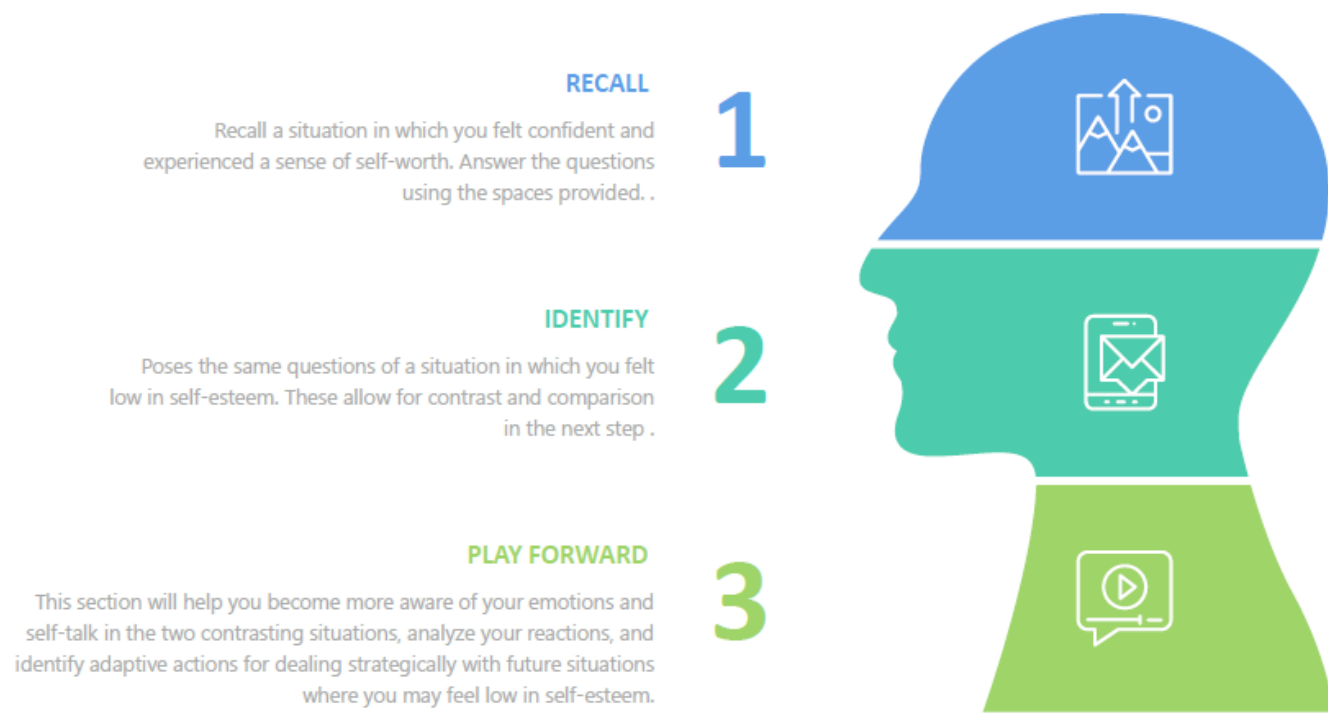 RECALL
1
Recall a situation in which you felt confident and
experienced a sense of self-worth. Answer the questions
using the spaces provided. .
IDENTIFY
2
Poses the same questions of a situation in which you felt
low in self-esteem. These allow for contrast and comparison
in the next step .
PLAY FORWARD
3
This section will help you become more aware of your emotions and
self-talk in the two contrasting situations, analyze your reactions, and
identify adaptive actions for dealing strategically with future situations
where you may feel low in self-esteem.